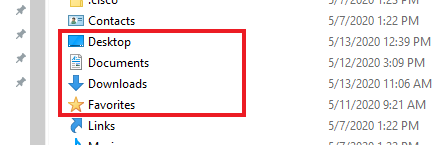 .cisco 5/7/2020 1:23 PM
Contacts 5/7/2020 1:22 PM
Desktop 5/13/2020 12:39 PM
Documents 5/12/2020 3:09 PM
Downloads 5/13/2020 11:06 AM
Favorites 5/11/2020 9:21 AM
Links 5/7/2020 1:22 PM